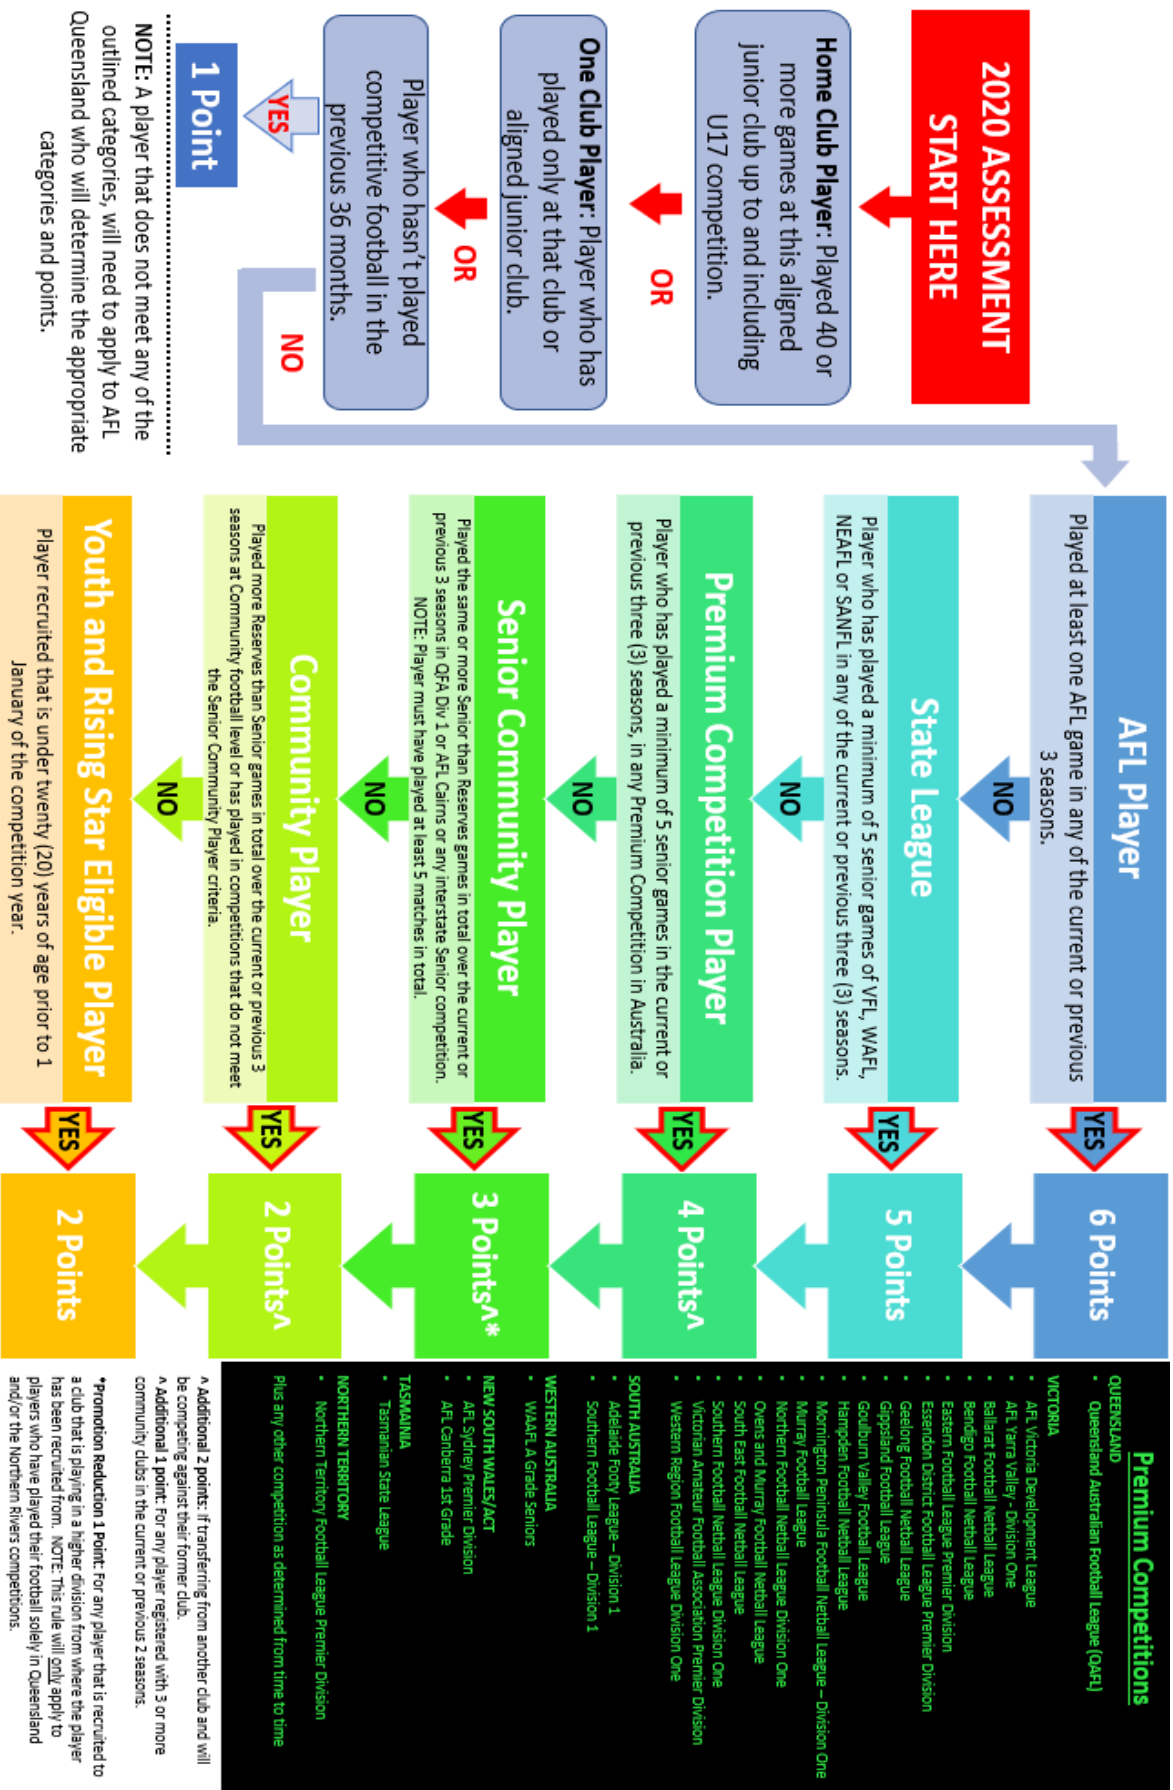 2020 ASSESSMENT
START HERE
Home Club Player: Played 40 or
more games at this aligned
junior club up to and including
U17 competition.
OR
One Club Player: Player who has
played only at that club or
aligned junior club.
OR
Player who hasn't played
competitive football in the
previous 36 months.
YES
NO
1 Point
NOTE: A player that does not meet any of the
outlined categories, will need to apply to AFL
Queensland who will determine the appropriate
categories and points.
AFL Player
Played at least one AFL game in any of the current or previous
3 seasons.
YES
6 Points
NO
State League
Player who has played a minimum of 5 senior games of VFL, WAFL,
NEAFL or SANFL in any of the current or previous three (3) seasons.
YES
5 Points
NO
Premium Competition Player
Player who has played a minimum of 5 senior games in the current or
previous three (3) seasons, in any Premium Competition in Australia.
YES
4 Points^
NO
Senior Community Player
Played the same or more Senior than Reserves games in total over the current or
previous 3 seasons in QFA Div 1 or AFL Cairns or any interstate Senior competition.
NOTE: Player must have played at least 5 matches in total.
YES
3 Points^*
NO
Community Player
Played more Reserves than Senior games in total over the current or previous 3
seasons at Community football level or has played in competitions that do not meet
the Senior Community Player criteria.
YES
2 Points^
NO
Youth and Rising Star Eligible Player
Player recruited that is under twenty (20) years of age prior to 1
January of the competition year.
YES
2 Points
Premium Competitions
QUEENSLAND
• Queensland Australian Football League (QAFL)
VICTORIA
• AFL Victoria Development League
• AFL Yarra Valley - Division One
• Ballarat Football Netball League
• Bendigo Football Netball League
• Eastern Football League Premier Division
• Essendon District Football League Premier Division
• Geelong Football Netball League
• Gippsland Football League
• Goulburn Valley Football League
• Hampden Football Netball League
• Mornington Peninsula Football Netball League – Division One
• Murray Football League
• Northern Football Netball League Division One
• Ovens and Murray Football Netball League
• South East Football Netball League
• Southern Football Netball League Division One
• Victorian Amateur Football Association Premier Division
• Western Region Football League Division One
SOUTH AUSTRALIA
• Adelaide Footy League – Division 1
• Southern Football League – Division 1
WESTERN AUSTRALIA
• WAAFL A Grade Seniors
NEW SOUTH WALES/ACT
• AFL Sydney Premier Division
• AFL Canberra 1st Grade
TASMANIA
• Tasmanian State League
NORTHERN TERRITORY
• Northern Territory Football League Premier Division
Plus any other competition as determined from time to time
^ Additional 2 points: If transferring from another club and will
be competing against their former club.
^ Additional 1 point: For any player registered with 3 or more
community clubs in the current or previous 2 seasons.
*Promotion Reduction 1 Point: For any player that is recruited to
a club that is playing in a higher division from where the player
has been recruited from. NOTE: This rule will only apply to
players who have played their football solely in Queensland
and/or the Northern Rivers competitions.